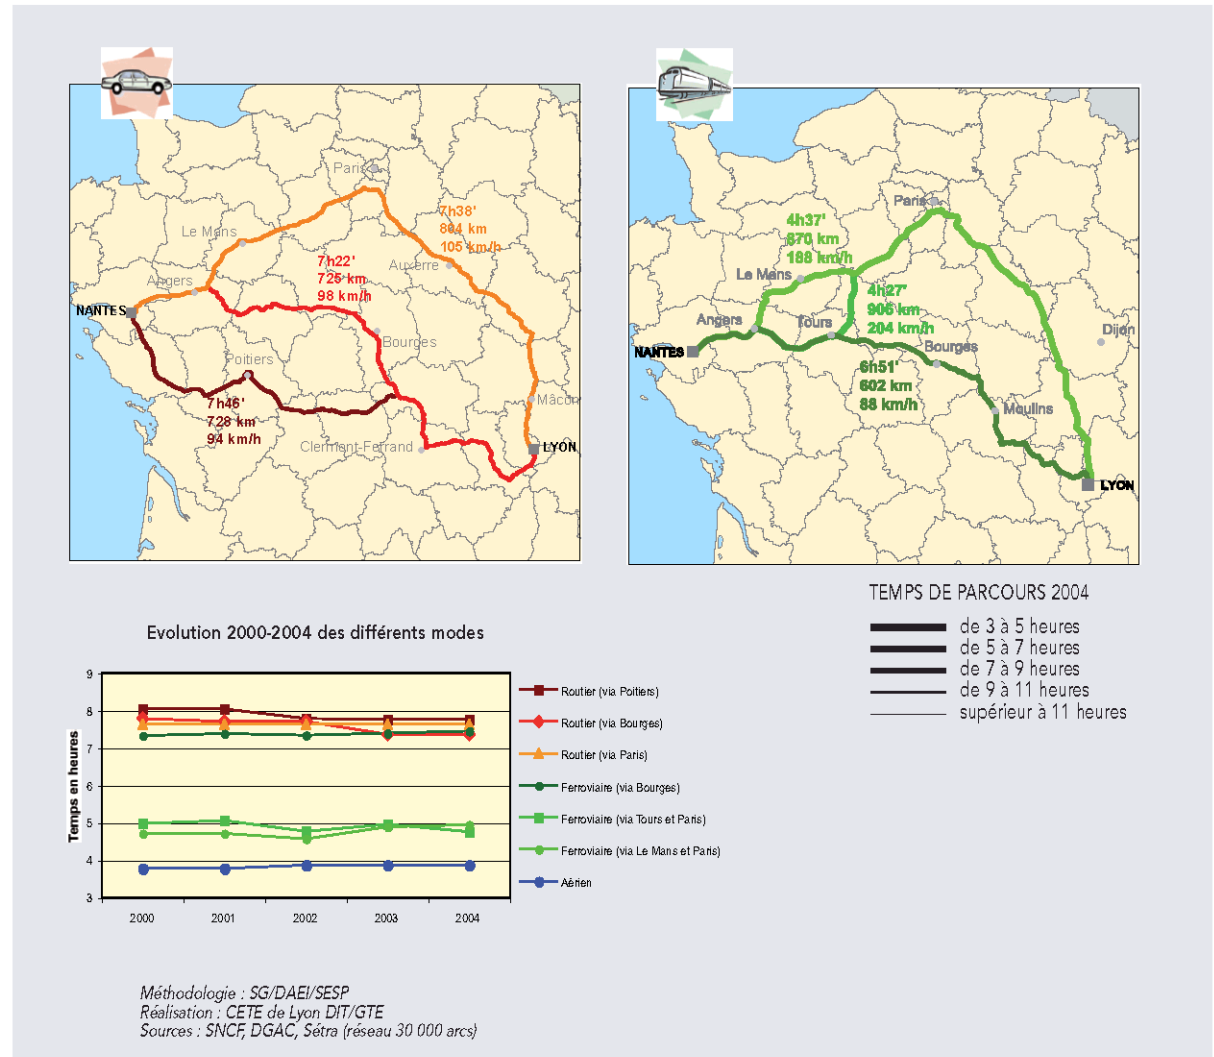 Paris
7h38'
804 km
105 km/h
Le Mans
7h22'
725 km
98 km/h
Auxerre
Angers
NANTES
Bourges
Poitiers
7h46'
728 km
94 km/h
Mâcon
Clermont-Ferrand
LYON
Paris
4h37'
870 km
188 km/h
Le Mans
4h27'
906 km
204 km/h
Angers
Tours
Dijon
NANTES
Bourges
6h51'
602 km
88 km/h
Moulins
LYON
TEMPS DE PARCOURS 2004
de 3 à 5 heures
de 5 à 7 heures
de 7 à 9 heures
de 9 à 11 heures
supérieur à 11 heures
Evolution 2000-2004 des différents modes
Temps en heures
9
8
7
6
5
4
3
2000 2001 2002 2003 2004
Routier (via Poitiers)
Routier (via Bourges)
Routier (via Paris)
Ferroviaire (via Bourges)
Ferroviaire (via Tours et Paris)
Ferroviaire (via Le Mans et Paris)
Aérien
Méthodologie : SG/DAEI/SESP
Réalisation : CETE de Lyon DIT/GTE
Sources : SNCF, DGAC, Sétra (réseau 30 000 arcs)